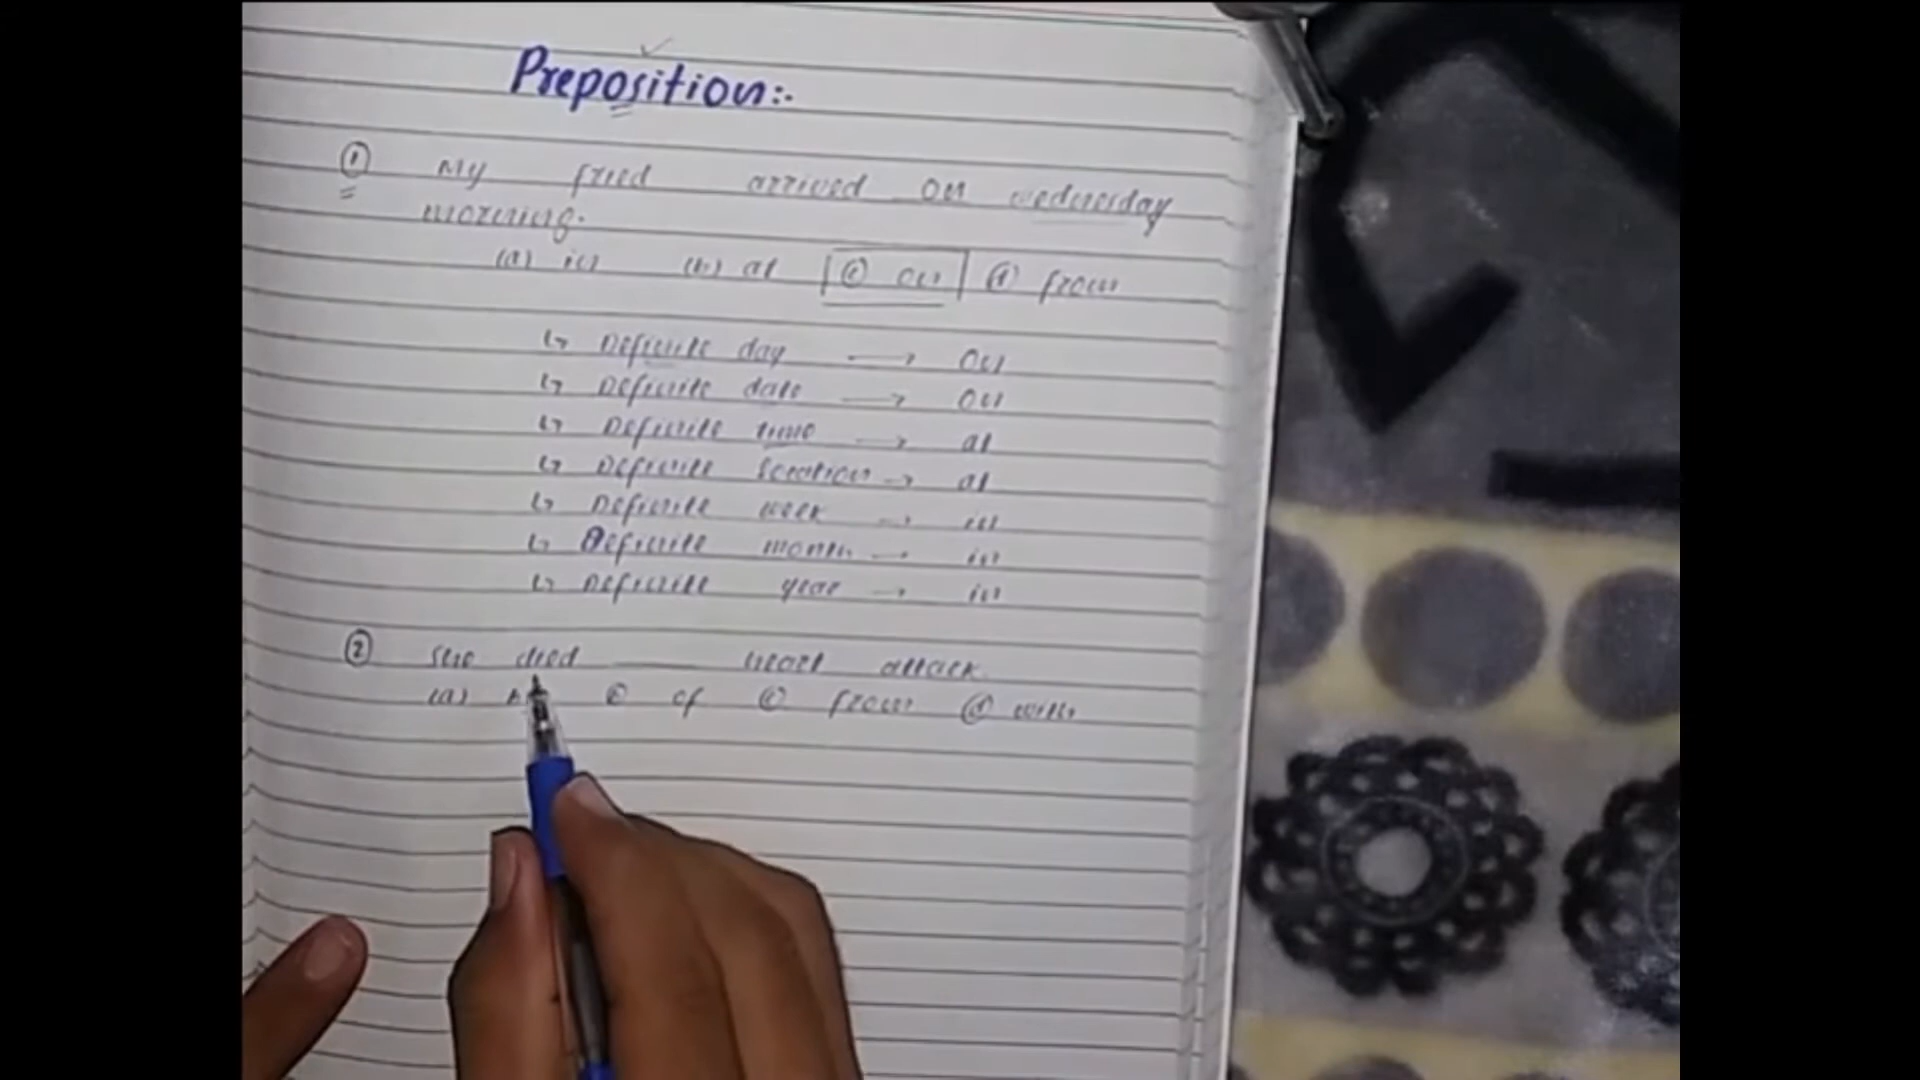 Preposition:-
① My fried arrived on wednesday
morning.
(a) in (b) at © on ⓓ from
↳ Definite day → on
↳ Definite date → on
↳ Definite time → at
↳ Definite location → at
↳ Definite week → in
↳ Definite month → in
↳ Definite year → in
② She died ___ heart attack.
(a) of © from ⓓ with